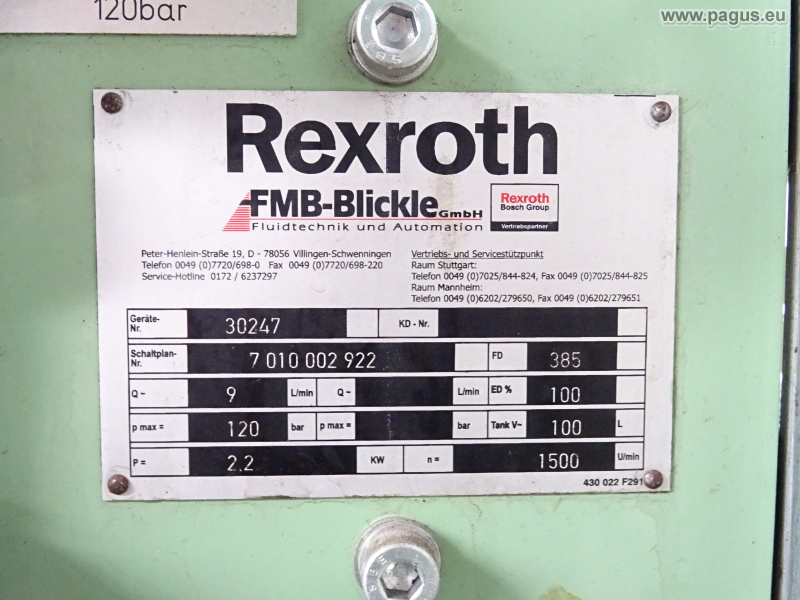 120bar
www.pagus.eu
Rexroth
FMB-Blickle GmbH
Fluidtechnik und Automation
Rexroth
Bosch Group
Vertriebspartner
Peter-Henlein-Straße 19, D - 78056 Villingen-Schwenningen
Telefon 0049 (0)7720/698-0 Fax 0049 (0)7720/698-220
Service-Hotline 0172 / 6237297
Vertriebs- und Servicestützpunkt
Raum Stuttgart:
Telefon 0049 (0)7025/844-824, Fax 0049 (0)7025/844-825
Raum Mannheim:
Telefon 0049 (0)6202/279650, Fax 0049 (0)6202/279651
Geräte-
Nr. 30247 KD - Nr.
Schaltplan-
Nr. 7 010 002 922 FD 385
Q ~ 9 L/min Q ~ L/min ED % 100
p max = 120 bar p max = bar Tank V~ 100 L
P = 2.2 KW n = 1500 U/min
430 022 F291